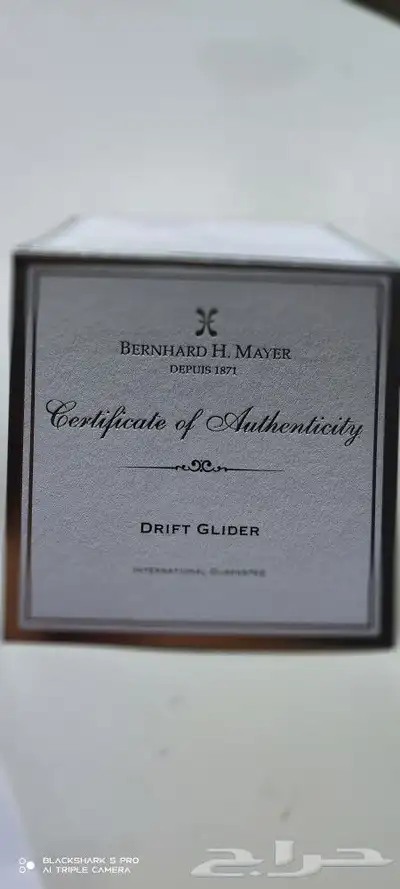 BERNHARD H. MAYER
DEPUIS 1871
Certificate of Authenticity
DRIFT GLIDER
INTERNATIONAL GUARANTEE
BLACKSHARK 5 PRO
AI TRIPLE CAMERA
حراج